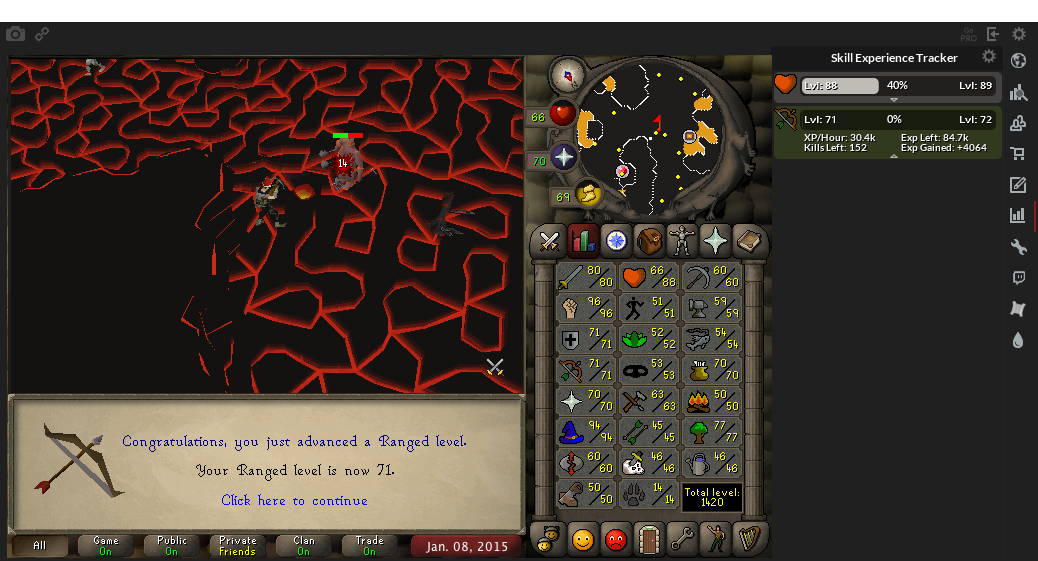 Go
PRO
Skill Experience Tracker
Lvl: 88 40% Lvl: 89
Lvl: 71 0% Lvl: 72
XP/Hour: 30.4k Exp Left: 84.7k
Kills Left: 152 Exp Gained: +4064
66
70
69
14
80/80 66/88 60/60
96/96 51/51 59/59
71/71 52/52 54/54
71/71 53/53 70/70
70/70 63/63 50/50
94/94 45/45 77/77
60/60 46/46 46/46
50/50 14/14 Total level:
1420
Congratulations, you just advanced a Ranged level.
Your Ranged level is now 71.
Click here to continue
All
Game
On
Public
On
Private
Friends
Clan
On
Trade
On
Jan. 08, 2015